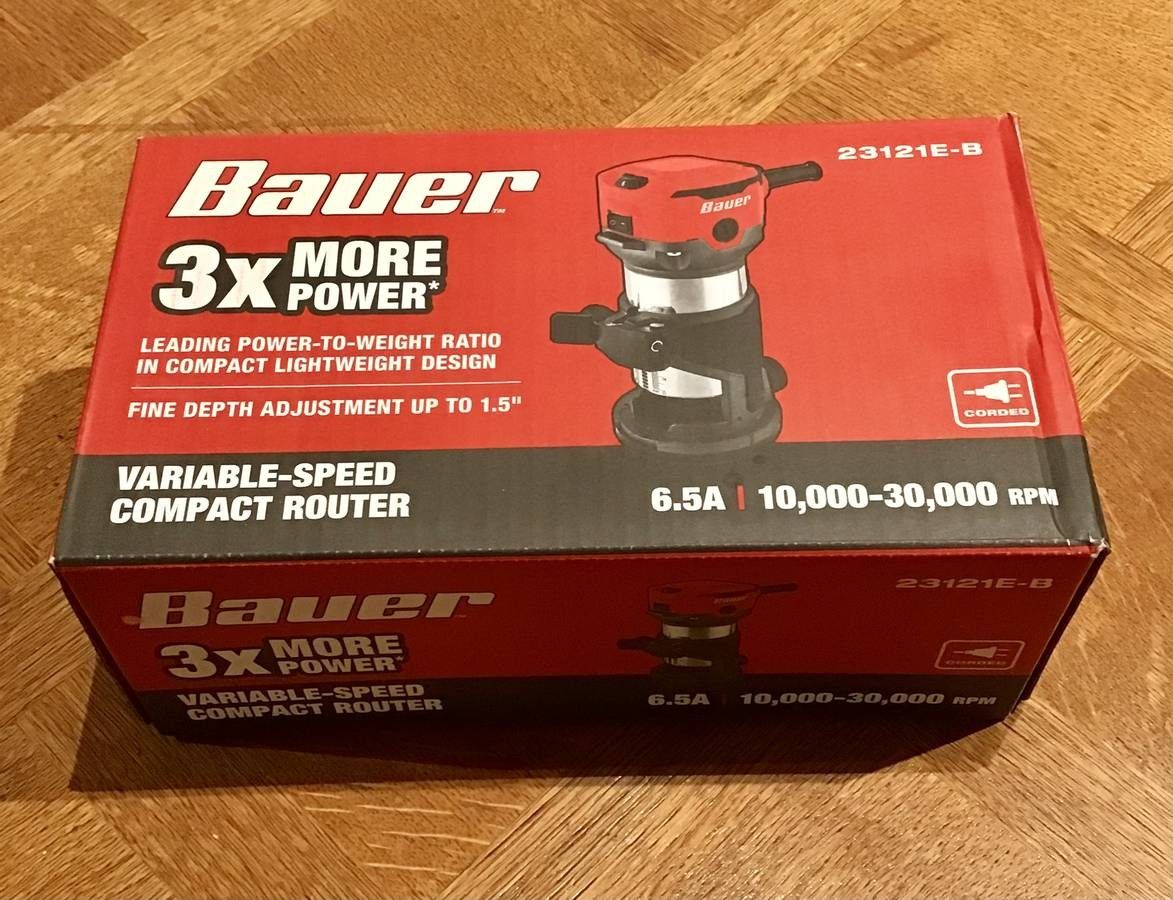 Bauer™
23121E-B
3x MORE
POWER*
LEADING POWER-TO-WEIGHT RATIO
IN COMPACT LIGHTWEIGHT DESIGN
FINE DEPTH ADJUSTMENT UP TO 1.5"
Bauer
CORDED
VARIABLE-SPEED
COMPACT ROUTER
6.5A | 10,000-30,000 RPM
Bauer
23121E-B
3x MORE
POWER*
CORDED
VARIABLE-SPEED
COMPACT ROUTER
6.5A | 10,000-30,000 RPM